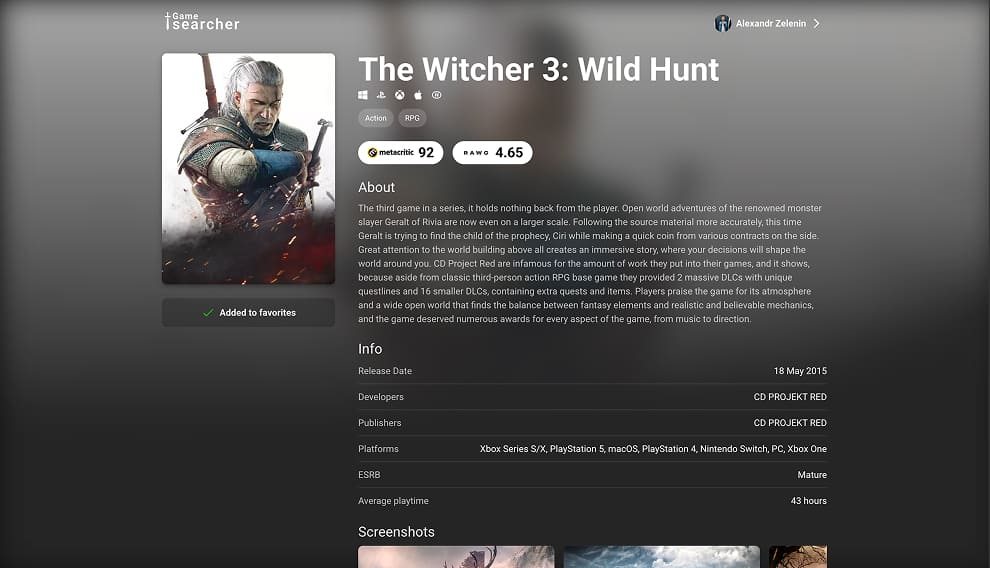 Game
searcher
Alexandr Zelenin
The Witcher 3: Wild Hunt
Action RPG
metacritic 92 RAWG 4.65
About
The third game in a series, it holds nothing back from the player. Open world adventures of the renowned monster
slayer Geralt of Rivia are now even on a larger scale. Following the source material more accurately, this time
Geralt is trying to find the child of the prophecy, Ciri while making a quick coin from various contracts on the side.
Great attention to the world building above all creates an immersive story, where your decisions will shape the
world around you. CD Project Red are infamous for the amount of work they put into their games, and it shows,
because aside from classic third-person action RPG base game they provided 2 massive DLCs with unique
questlines and 16 smaller DLCs, containing extra quests and items. Players praise the game for its atmosphere
and a wide open world that finds the balance between fantasy elements and realistic and believable mechanics,
and the game deserved numerous awards for every aspect of the game, from music to direction.
Added to favorites
Info
Release Date 18 May 2015
Developers CD PROJEKT RED
Publishers CD PROJEKT RED
Platforms Xbox Series S/X, PlayStation 5, macOS, PlayStation 4, Nintendo Switch, PC, Xbox One
ESRB Mature
Average playtime 43 hours
Screenshots